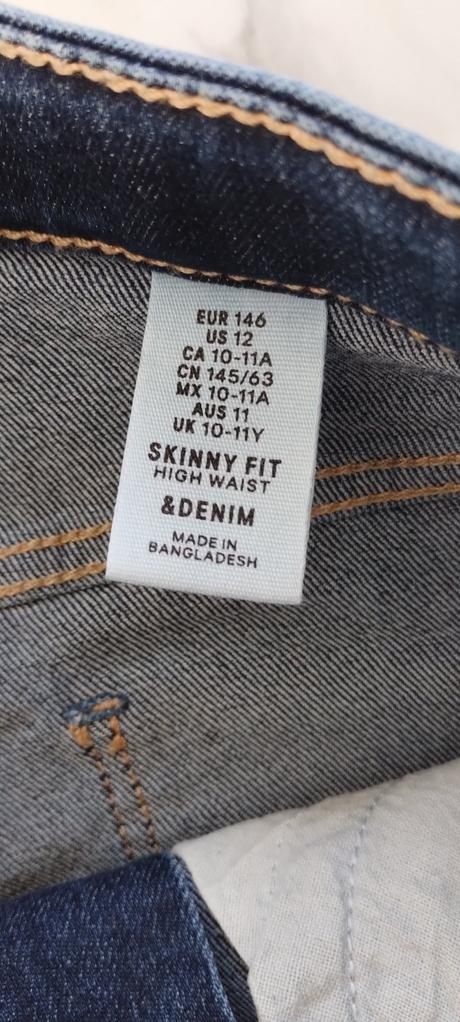 EUR 146
US 12
CA 10-11A
CN 145/63
MX 10-11A
AUS 11
UK 10-11Y
SKINNY FIT
HIGH WAIST
&DENIM
MADE IN
BANGLADESH